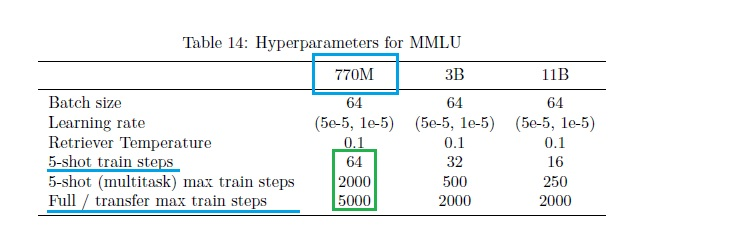 Table 14: Hyperparameters for MMLU
770M 3B 11B
Batch size 64 64 64
Learning rate (5e-5, 1e-5) (5e-5, 1e-5) (5e-5, 1e-5)
Retriever Temperature 0.1 0.1 0.1
5-shot train steps 64 32 16
5-shot (multitask) max train steps 2000 500 250
Full / transfer max train steps 5000 2000 2000